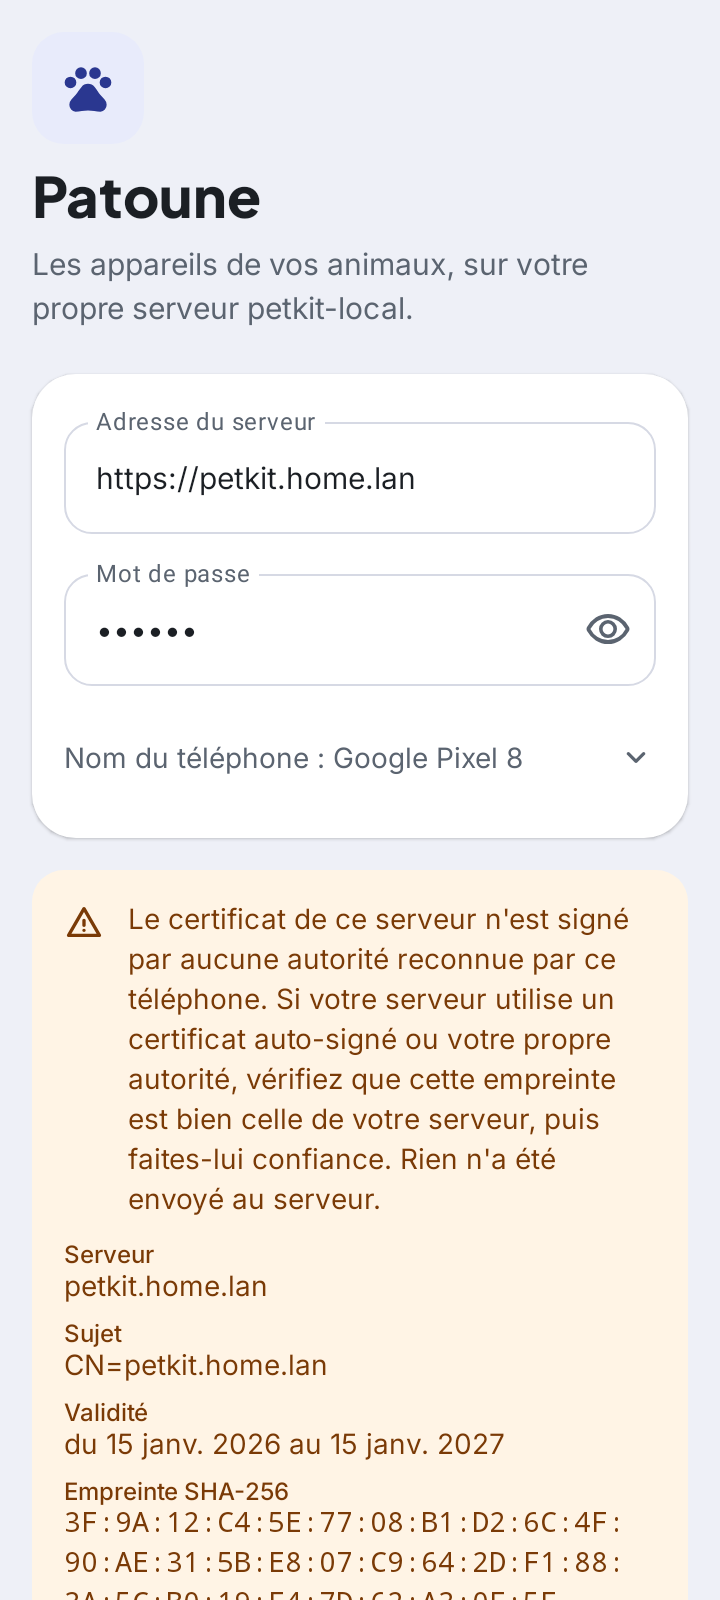 Patoune
Les appareils de vos animaux, sur votre
propre serveur petkit-local.
Adresse du serveur
https://petkit.home.lan
Mot de passe
••••••
Nom du téléphone : Google Pixel 8
Le certificat de ce serveur n'est signé
par aucune autorité reconnue par ce
téléphone. Si votre serveur utilise un
certificat auto-signé ou votre propre
autorité, vérifiez que cette empreinte
est bien celle de votre serveur, puis
faites-lui confiance. Rien n'a été
envoyé au serveur.
Serveur
petkit.home.lan
Sujet
CN=petkit.home.lan
Validité
du 15 janv. 2026 au 15 janv. 2027
Empreinte SHA-256
3F:9A:12:C4:5E:77:08:B1:D2:6C:4F:
90:AE:31:5B:E8:07:C9:64:2D:F1:88: